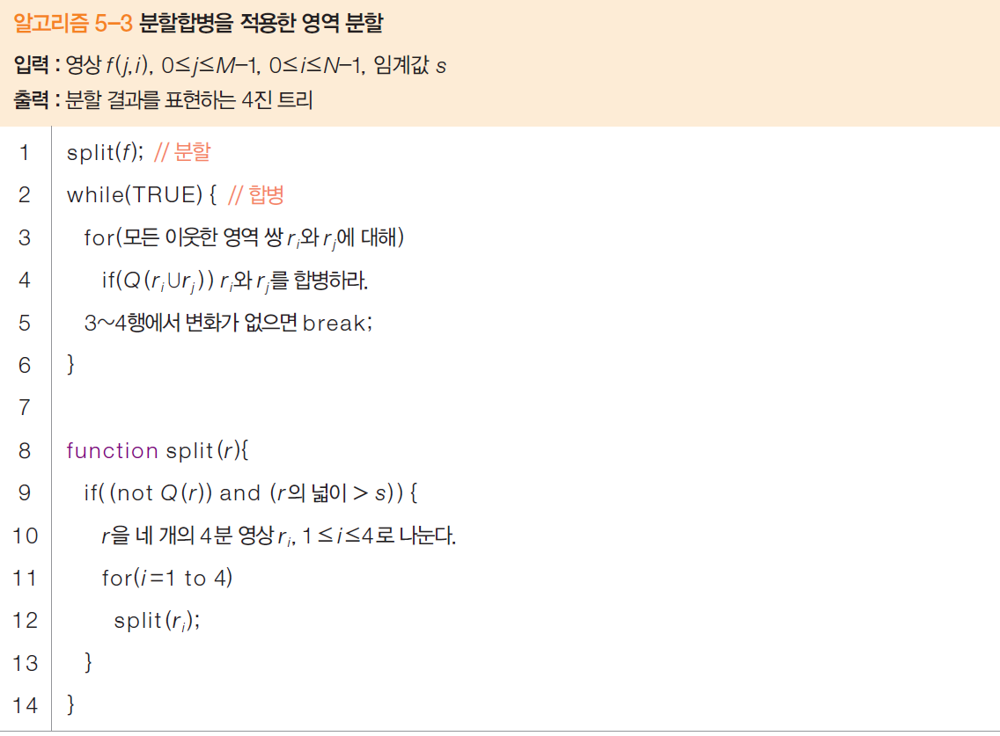 알고리즘 5-3 분할합병을 적용한 영역 분할
입력 : 영상 f(j,i), 0≤j≤M-1, 0≤i≤N-1, 임계값 s
출력 : 분할 결과를 표현하는 4진 트리
1 split(f); // 분할
2 while(TRUE) { // 합병
3 for(모든 이웃한 영역 쌍 rᵢ와 rⱼ에 대해)
4 if(Q(rᵢ∪rⱼ)) rᵢ와 rⱼ를 합병하라.
5 3~4행에서 변화가 없으면 break;
6 }
7
8 function split(r){
9 if((not Q(r)) and (r의 넓이 > s)) {
10 r을 네 개의 4분 영상 rᵢ, 1≤i≤4로 나눈다.
11 for(i=1 to 4)
12 split(rᵢ);
13 }
14 }